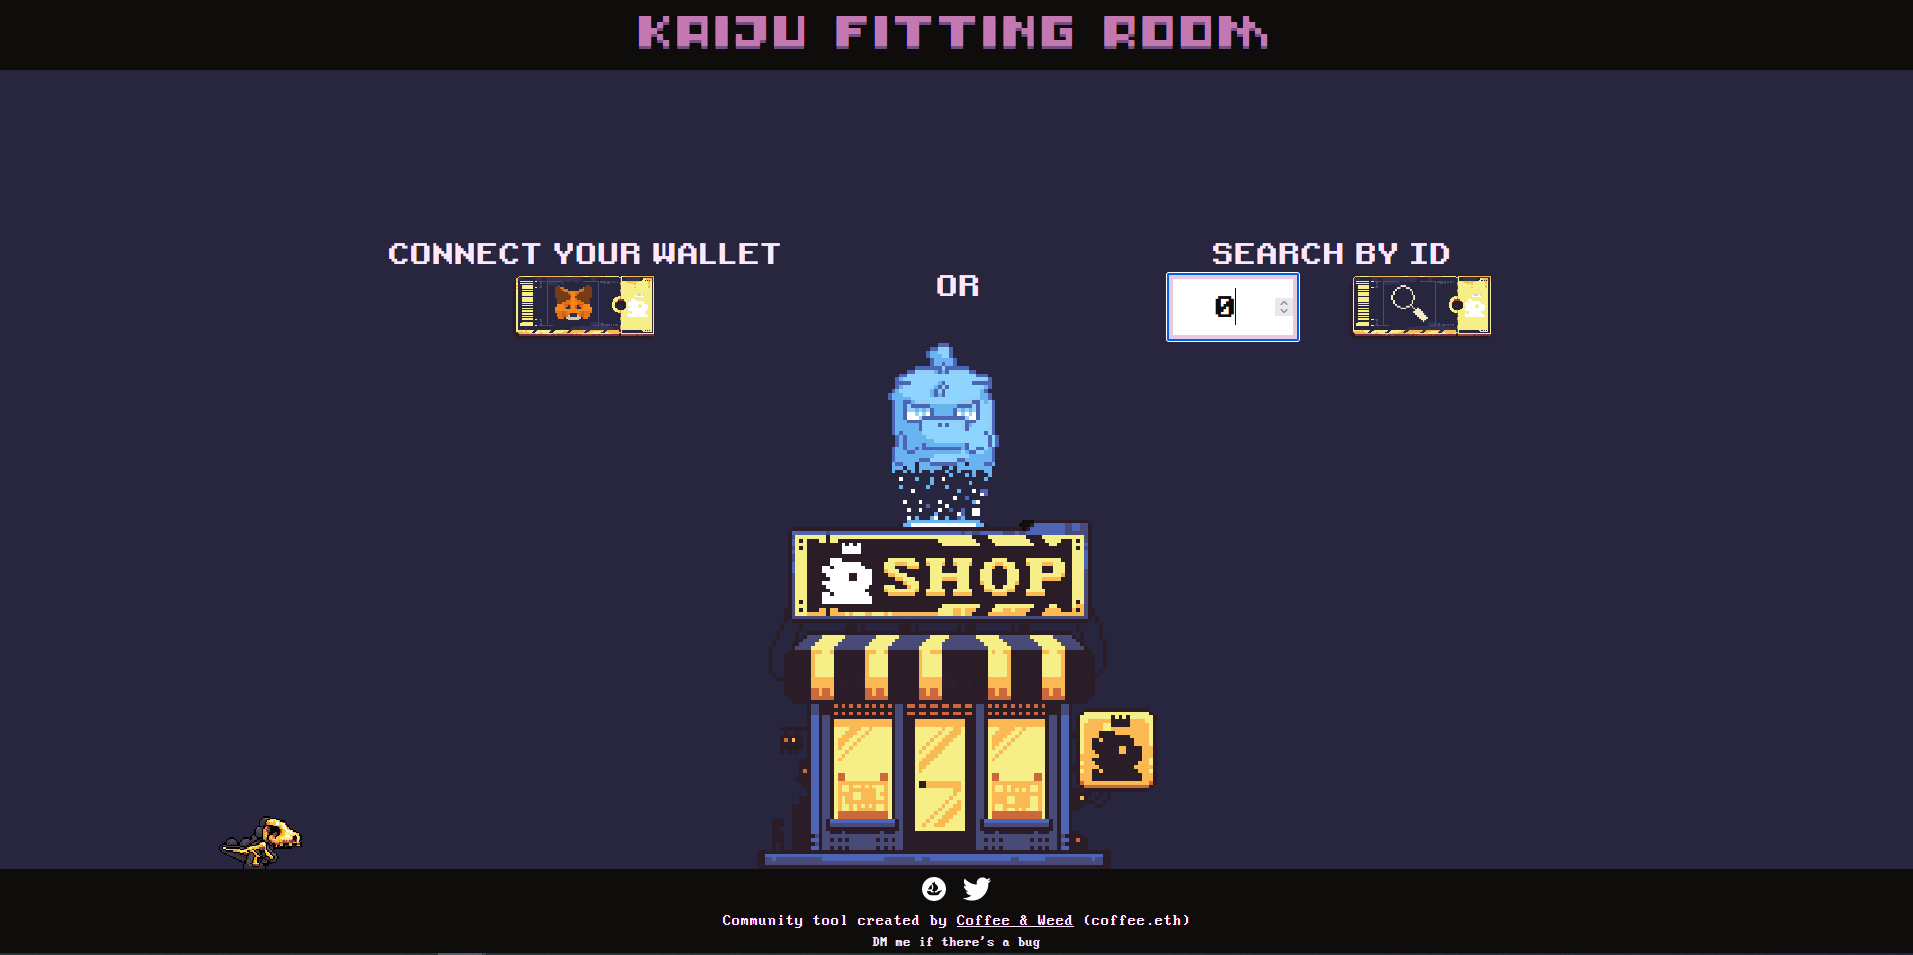 KAIJU FITTING ROOM
CONNECT YOUR WALLET
OR
SEARCH BY ID
0
SHOP
Community tool created by Coffee & Weed (coffee.eth)
DM me if there's a bug